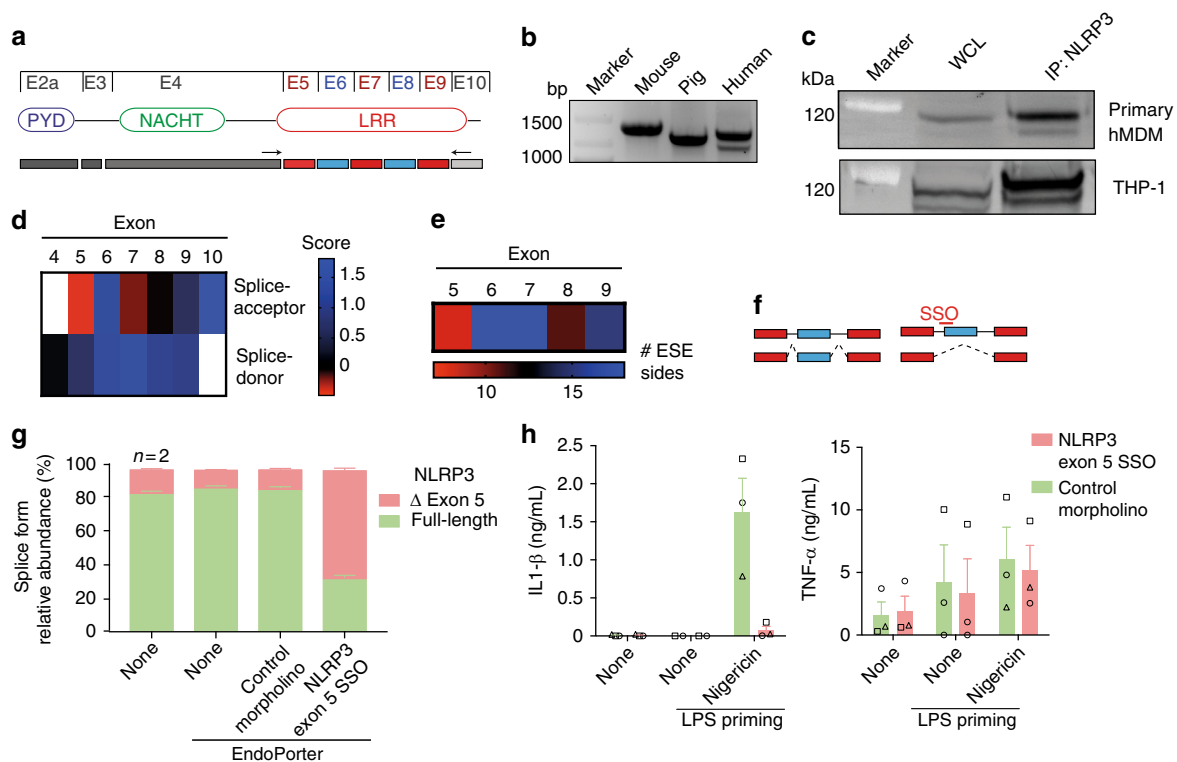 a
E2a E3 E4 E5 E6 E7 E8 E9 E10
PYD NACHT LRR
b
Marker Mouse Pig Human
bp
1500
1000
c
Marker WCL IP: NLRP3
kDa
120
Primary
hMDM
120
THP-1
d
Exon
4 5 6 7 8 9 10
Splice-
acceptor
Splice-
donor
Score
1.5
1.0
0.5
0
e
Exon
5 6 7 8 9
# ESE
sides
10 15
f
SSO
g
Splice form
relative abundance (%)
100
80
60
40
20
0
n=2
NLRP3
Δ Exon 5
Full-length
None
None
Control
morpholino
NLRP3
exon 5 SSO
EndoPorter
h
IL1-β (ng/mL)
2.5
2.0
1.5
1.0
0.5
0
None
None
Nigericin
LPS priming
TNF-α (ng/mL)
15
10
5
0
None
None
Nigericin
LPS priming
NLRP3
exon 5 SSO
Control
morpholino